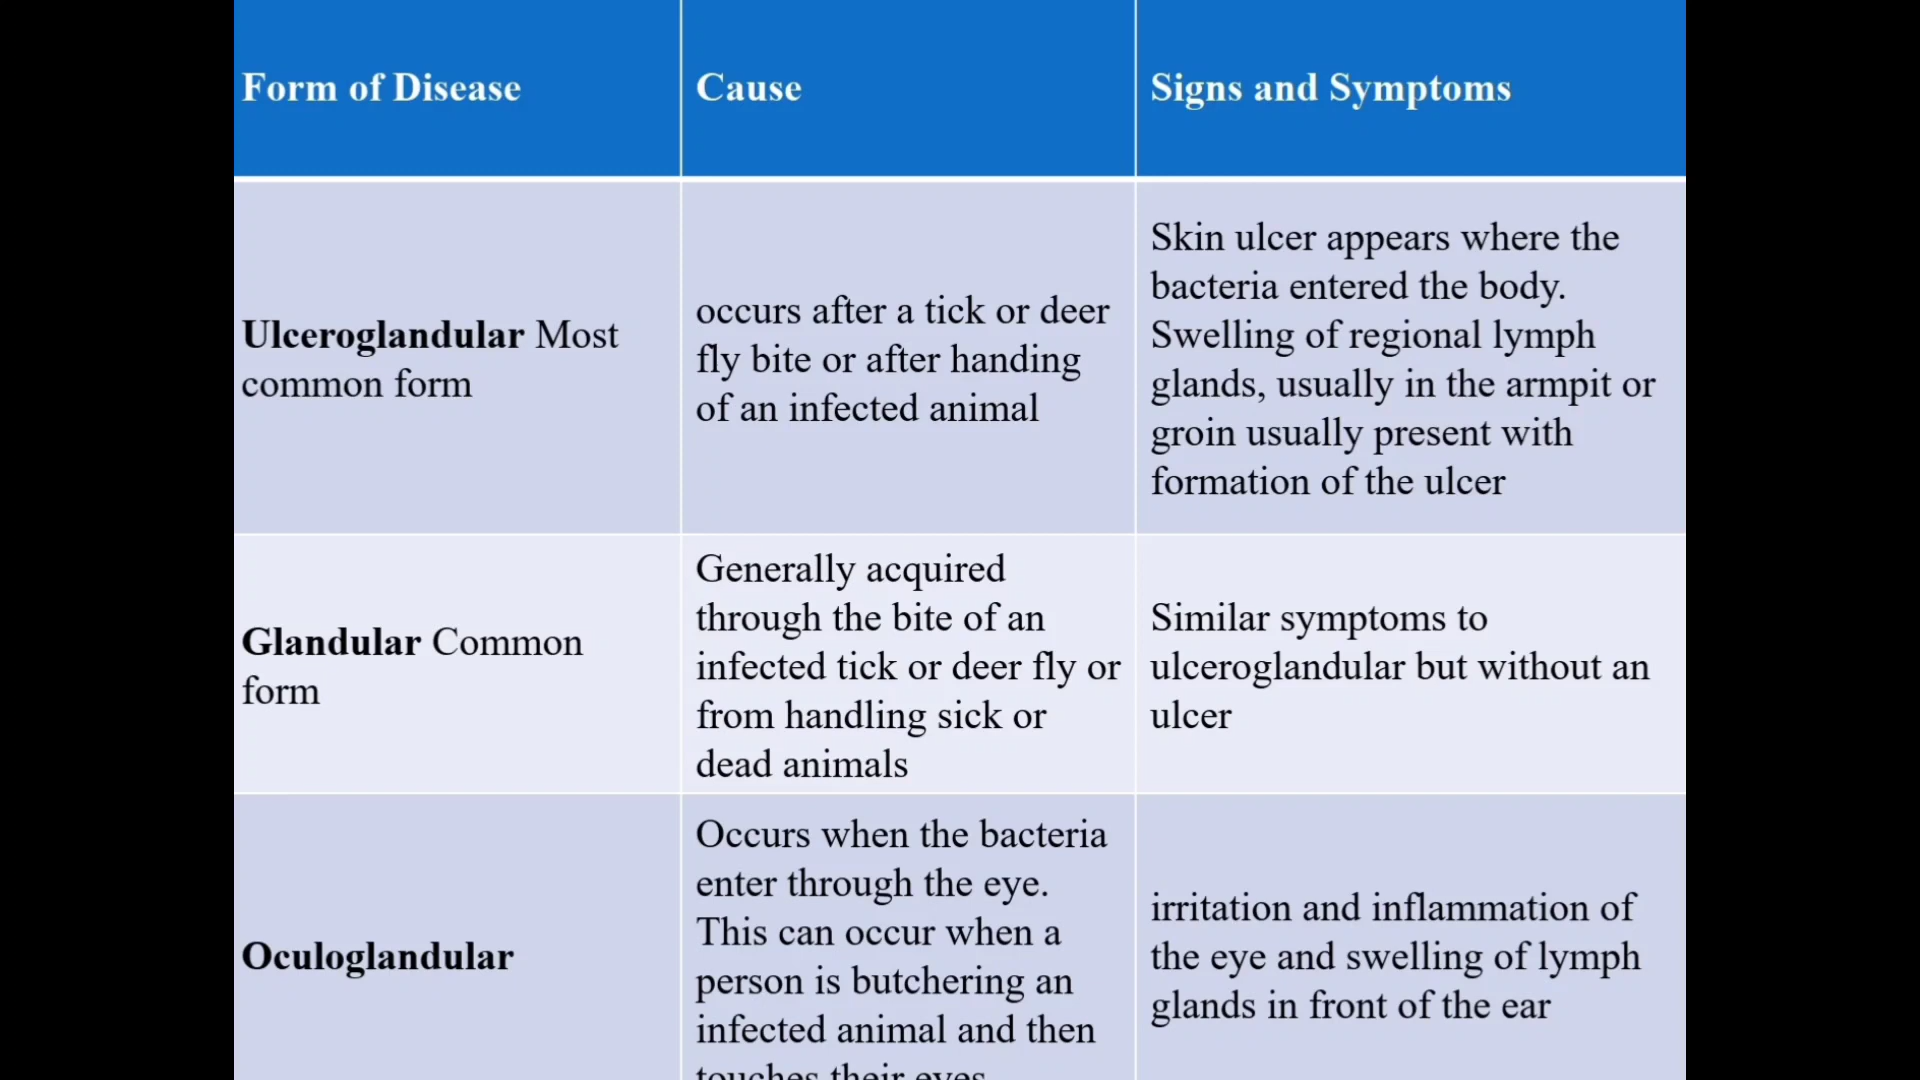 Form of Disease
Cause
Signs and Symptoms
Ulceroglandular Most
common form
occurs after a tick or deer
fly bite or after handing
of an infected animal
Skin ulcer appears where the
bacteria entered the body.
Swelling of regional lymph
glands, usually in the armpit or
groin usually present with
formation of the ulcer
Glandular Common
form
Generally acquired
through the bite of an
infected tick or deer fly or
from handling sick or
dead animals
Similar symptoms to
ulceroglandular but without an
ulcer
Oculoglandular
Occurs when the bacteria
enter through the eye.
This can occur when a
person is butchering an
infected animal and then
touches their eyes
irritation and inflammation of
the eye and swelling of lymph
glands in front of the ear